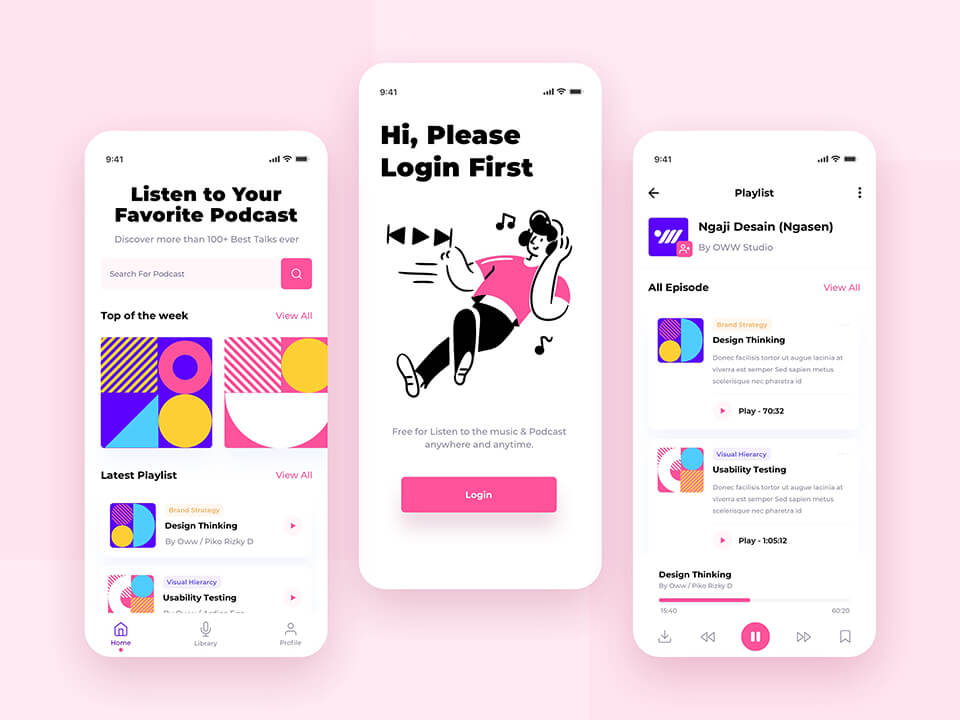 9:41
Listen to Your
Favorite Podcast
Discover more than 100+ Best Talks ever
Search For Podcast
Top of the week
View All
Latest Playlist
View All
Brand Strategy
Design Thinking
By Oww / Piko Rizky D
Visual Hierarcy
Usability Testing
Home
Library
Profile
9:41
Hi, Please
Login First
Free for Listen to the music & Podcast
anywhere and anytime.
Login
9:41
Playlist
Ngaji Desain (Ngasen)
By OWW Studio
All Episode
View All
Brand Strategy
Design Thinking
Donec facilisis tortor ut augue lacinia at
viverra est semper Sed sapien metus
scelerisque nec pharetra id
Play - 70:32
Visual Hierarcy
Usability Testing
Donec facilisis tortor ut augue lacinia at
viverra est semper Sed sapien metus
scelerisque nec pharetra id
Play - 1:05:12
Design Thinking
By Oww / Piko Rizky D
15:40
60:20